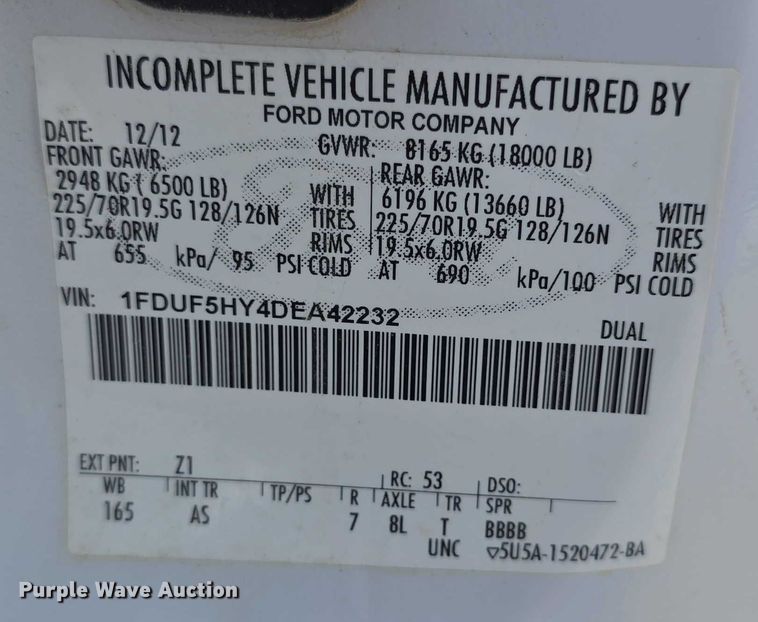 INCOMPLETE VEHICLE MANUFACTURED BY
FORD MOTOR COMPANY
DATE: 12/12 GVWR: 8165 KG (18000 LB)
FRONT GAWR: REAR GAWR:
2948 KG ( 6500 LB) WITH 6196 KG (13660 LB) WITH
225/70R19.5G 128/126N TIRES 225/70R19.5G 128/126N TIRES
19.5x6.0RW RIMS 19.5x6.0RW RIMS
AT 655 kPa/ 95 PSI COLD AT 690 kPa/100 PSI COLD
VIN: 1FDUF5HY4DEA42232
DUAL
EXT PNT: Z1 RC: 53 DSO:
WB INT TR TP/PS R AXLE TR SPR
165 AS 7 8L T BBBB
UNC ▽5U5A-1520472-BA
Purple Wave Auction